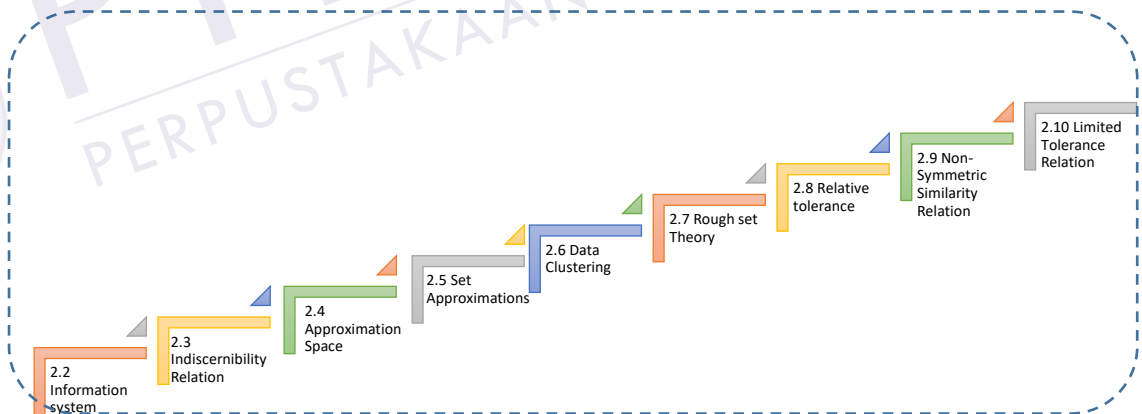 PERPUSTAKAAN
2.2
Information
system
2.3
Indiscernibility
Relation
2.4
Approximation
Space
2.5 Set
Approximations
2.6 Data
Clustering
2.7 Rough set
Theory
2.8 Relative
tolerance
2.9 Non-
Symmetric
Similarity
Relation
2.10 Limited
Tolerance
Relation